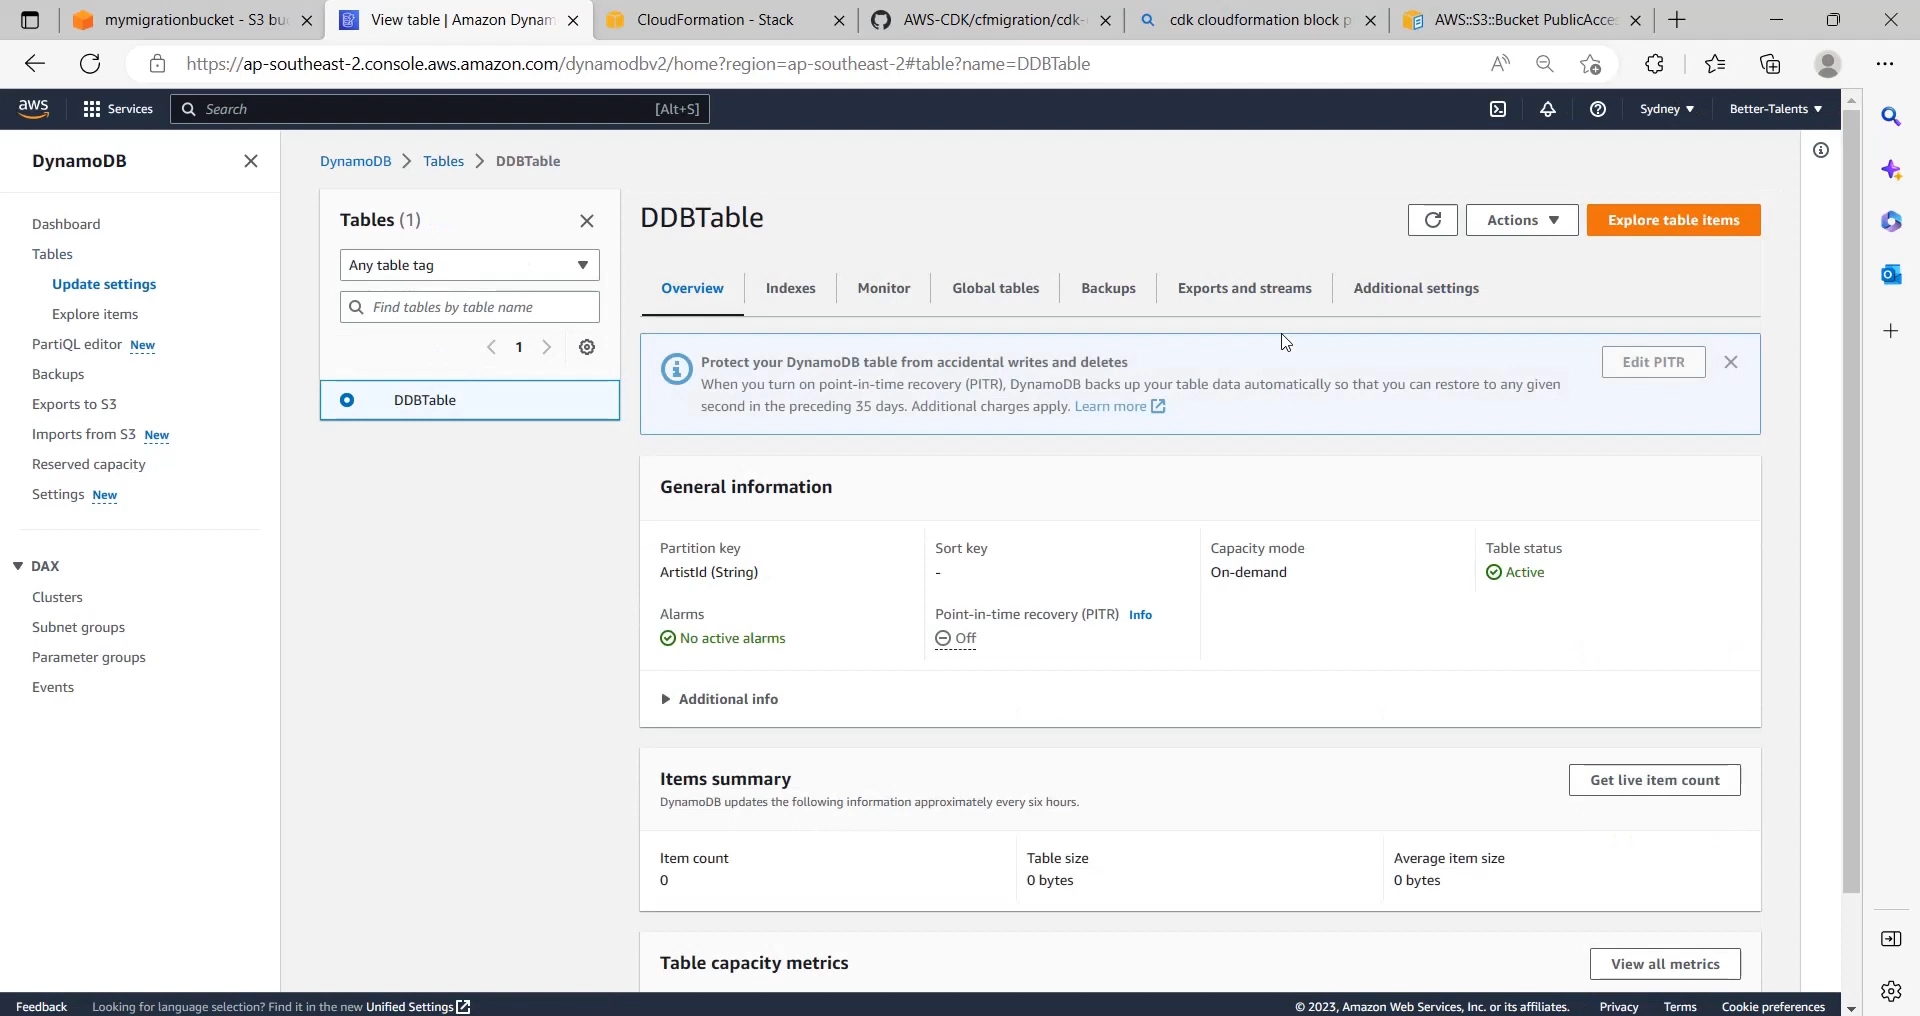 mymigrationbucket - S3 bu
View table | Amazon Dynam
CloudFormation - Stack
AWS-CDK/cfmigration/cdk-
cdk cloudformation block p
AWS::S3::Bucket PublicAcce
https://ap-southeast-2.console.aws.amazon.com/dynamodbv2/home?region=ap-southeast-2#table?name=DDBTable
aws
Services
Search
[Alt+S]
Sydney
Better-Talents
DynamoDB
Dashboard
Tables
Update settings
Explore items
PartiQL editor New
Backups
Exports to S3
Imports from S3 New
Reserved capacity
Settings New
DAX
Clusters
Subnet groups
Parameter groups
Events
DynamoDB > Tables > DDBTable
Tables (1)
Any table tag
Find tables by table name
1
DDBTable
DDBTable
Actions
Explore table items
Overview
Indexes
Monitor
Global tables
Backups
Exports and streams
Additional settings
Protect your DynamoDB table from accidental writes and deletes
When you turn on point-in-time recovery (PITR), DynamoDB backs up your table data automatically so that you can restore to any given
second in the preceding 35 days. Additional charges apply. Learn more
Edit PITR
General information
Partition key
ArtistId (String)
Sort key
-
Capacity mode
On-demand
Table status
Active
Alarms
No active alarms
Point-in-time recovery (PITR) Info
Off
Additional info
Items summary
DynamoDB updates the following information approximately every six hours.
Get live item count
Item count
0
Table size
0 bytes
Average item size
0 bytes
Table capacity metrics
View all metrics
Feedback
Looking for language selection? Find it in the new Unified Settings
© 2023, Amazon Web Services, Inc. or its affiliates.
Privacy
Terms
Cookie preferences